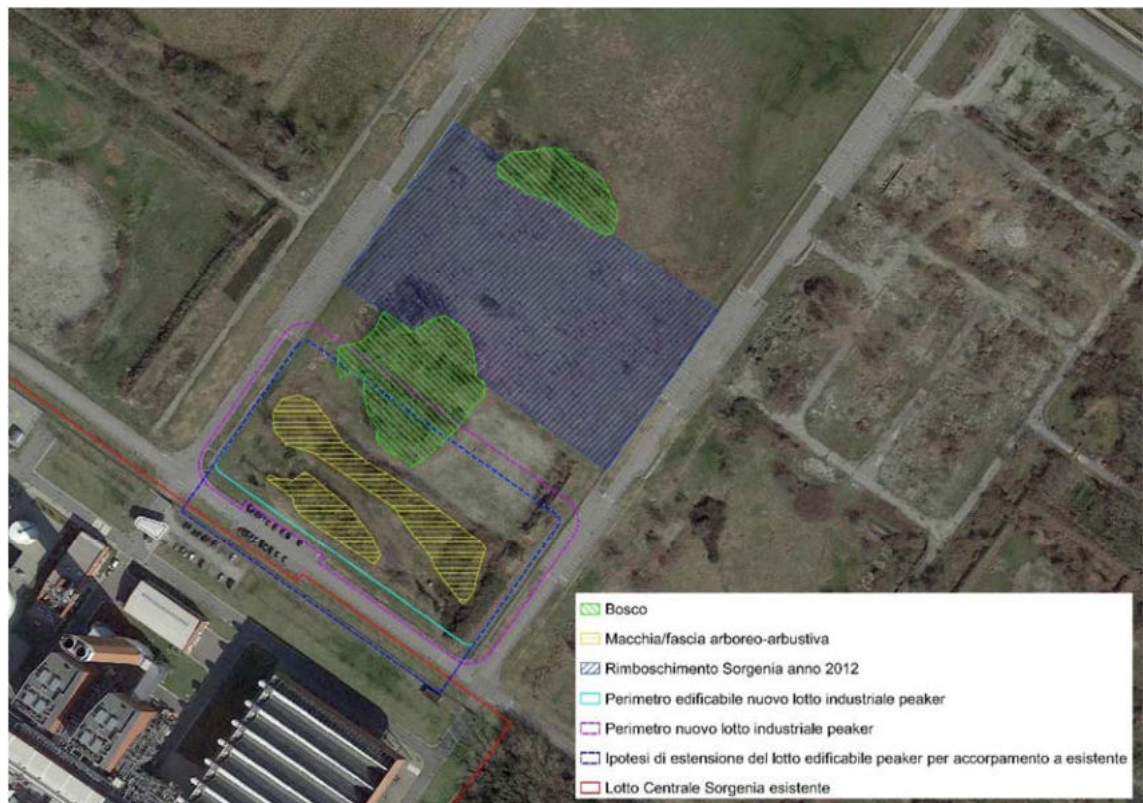 Bosco
Macchia/fascia arboreo-arbustiva
Rimboschimento Sorgenia anno 2012
Perimetro edificabile nuovo lotto industriale peaker
Perimetro nuovo lotto industriale peaker
Ipotesi di estensione del lotto edificabile peaker per accorpamento a esistente
Lotto Centrale Sorgenia esistente